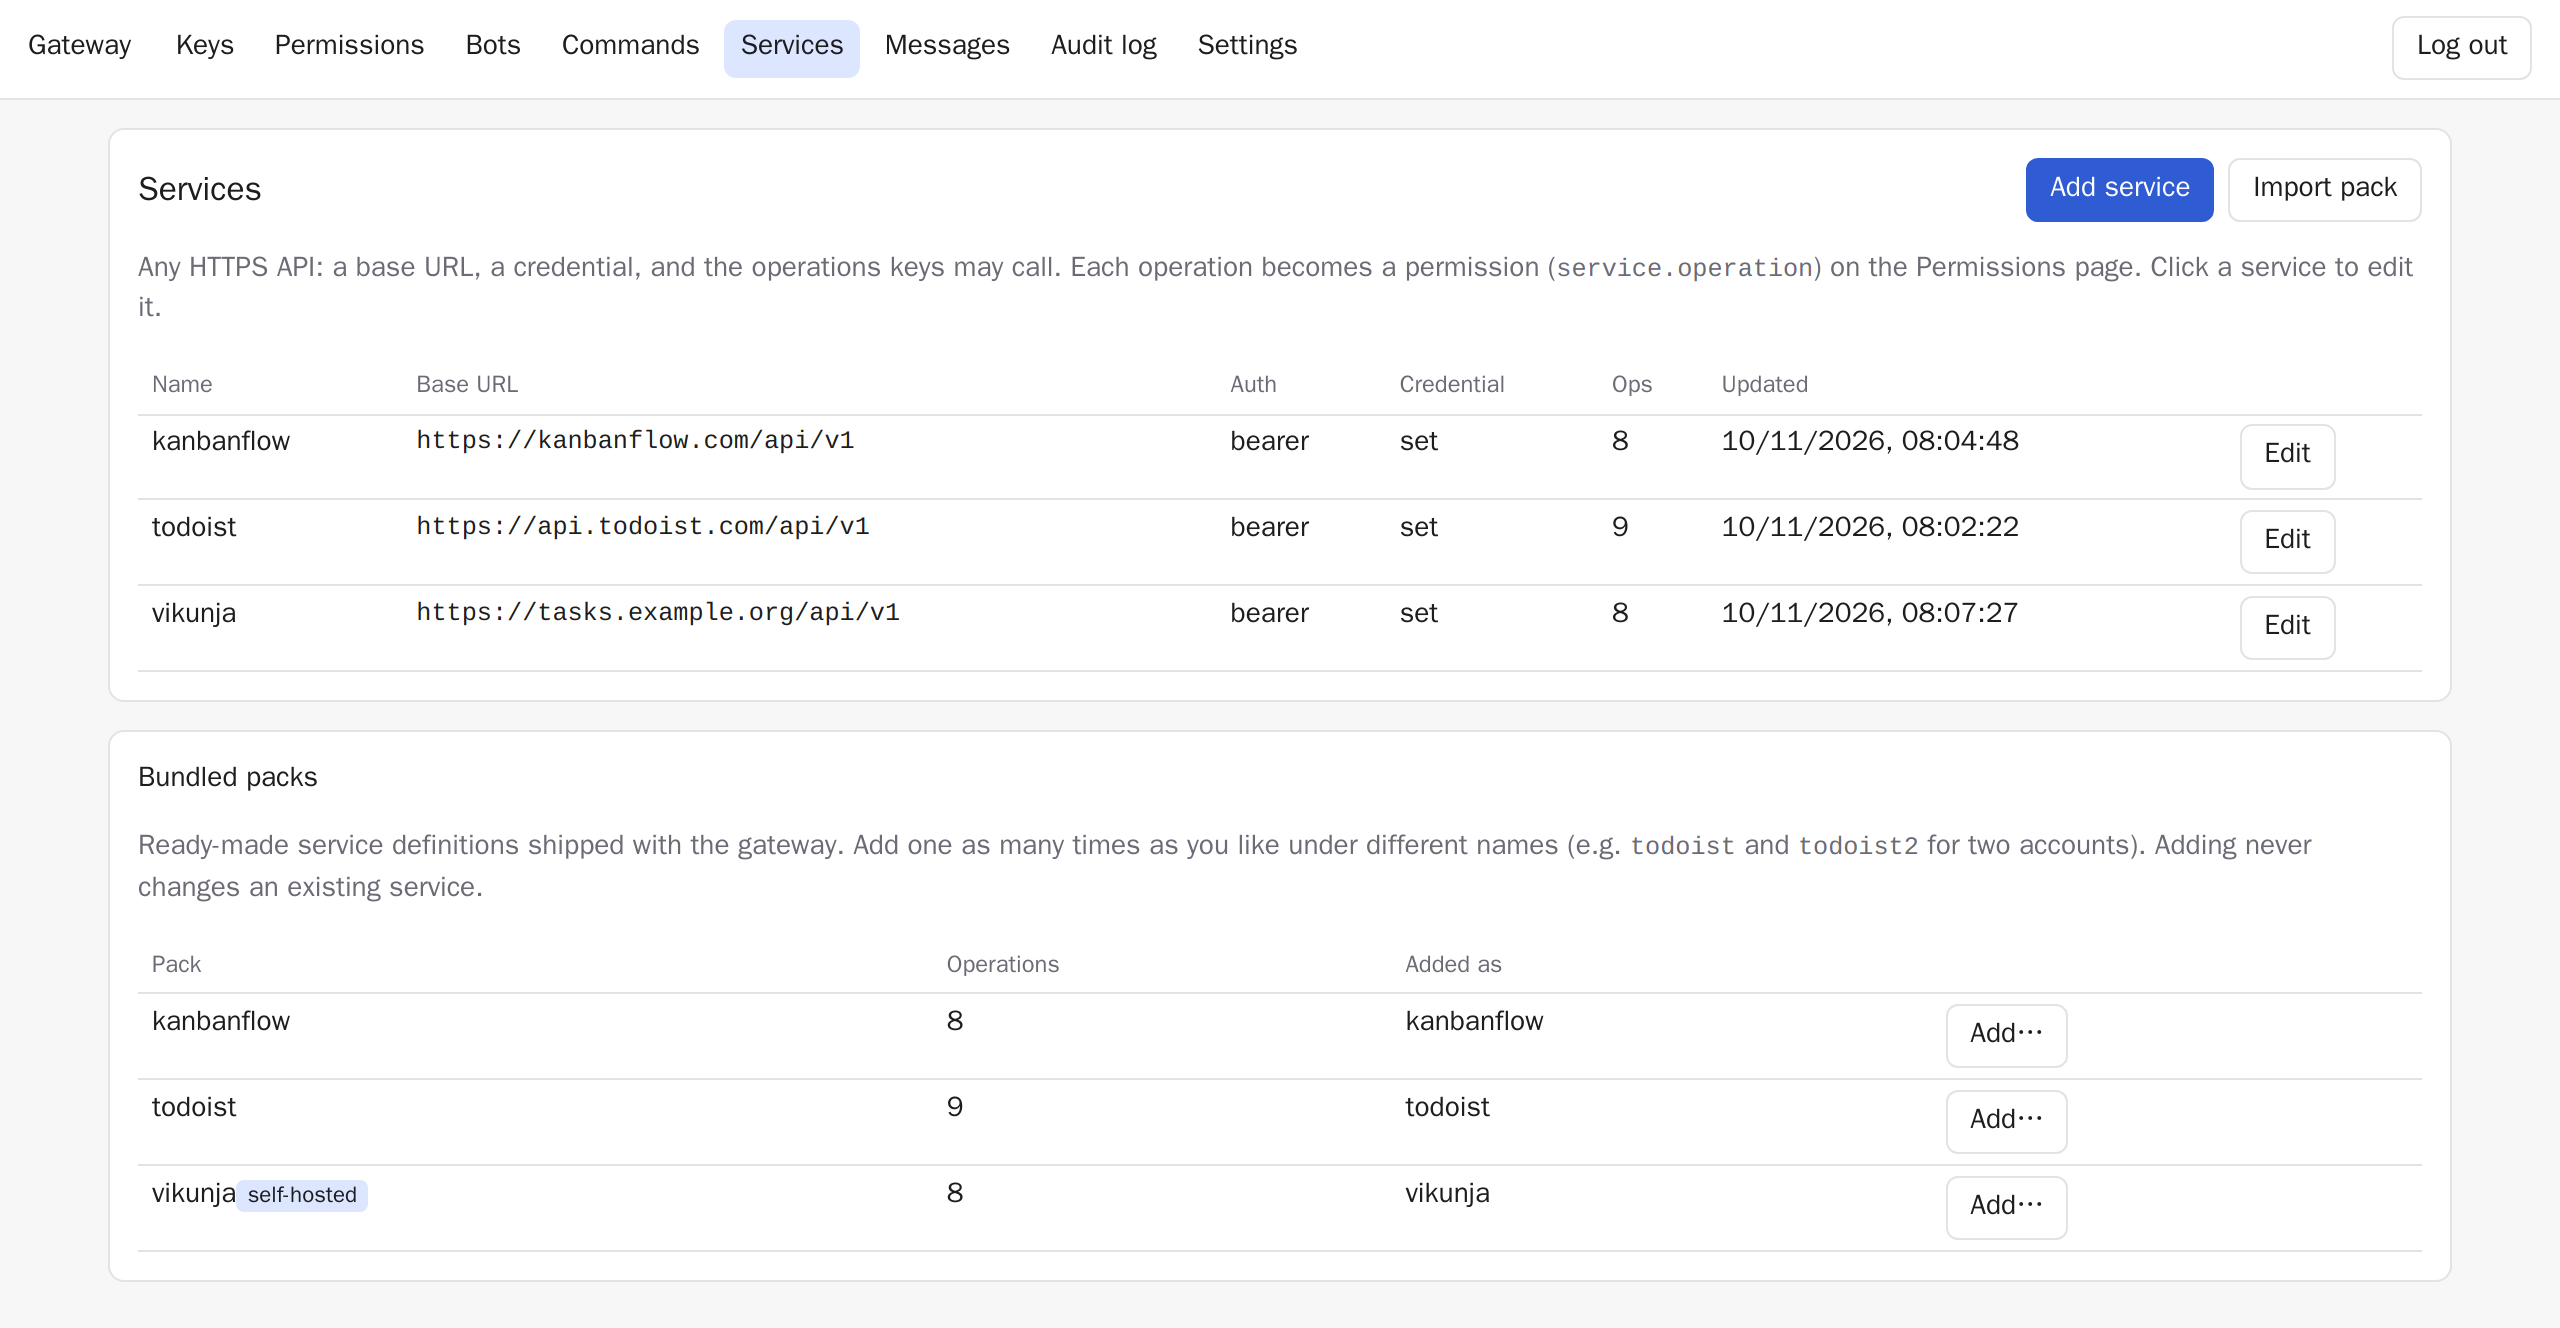 Gateway Keys Permissions Bots Commands Services Messages Audit log Settings Log out
Services Add service Import pack
Any HTTPS API: a base URL, a credential, and the operations keys may call. Each operation becomes a permission (service.operation) on the Permissions page. Click a service to edit
it.
Name Base URL Auth Credential Ops Updated
kanbanflow https://kanbanflow.com/api/v1 bearer set 8 10/11/2026, 08:04:48 Edit
todoist https://api.todoist.com/api/v1 bearer set 9 10/11/2026, 08:02:22 Edit
vikunja https://tasks.example.org/api/v1 bearer set 8 10/11/2026, 08:07:27 Edit
Bundled packs
Ready-made service definitions shipped with the gateway. Add one as many times as you like under different names (e.g. todoist and todoist2 for two accounts). Adding never
changes an existing service.
Pack Operations Added as
kanbanflow 8 kanbanflow Add…
todoist 9 todoist Add…
vikunja self-hosted 8 vikunja Add…